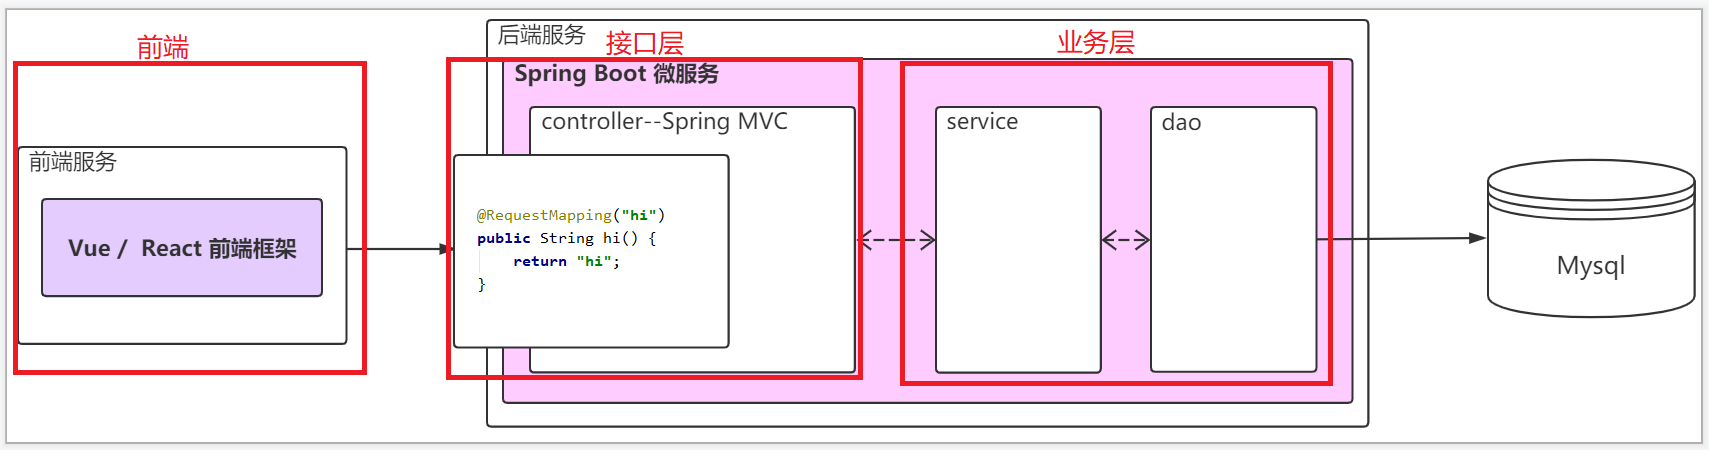 前端
前端服务
Vue / React 前端框架
后端服务
接口层
业务层
Spring Boot 微服务
controller--Spring MVC
@RequestMapping("hi")
public String hi() {
return "hi";
}
service
dao
Mysql